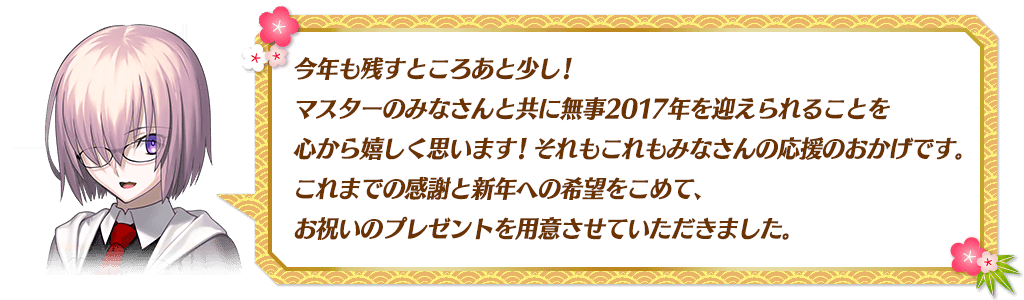 今年も残すところあと少し！
マスターのみなさんと共に無事2017年を迎えられることを
心から嬉しく思います！それもこれもみなさんの応援のおかげです。
これまでの感謝と新年への希望をこめて、
お祝いのプレゼントを用意させていただきました。